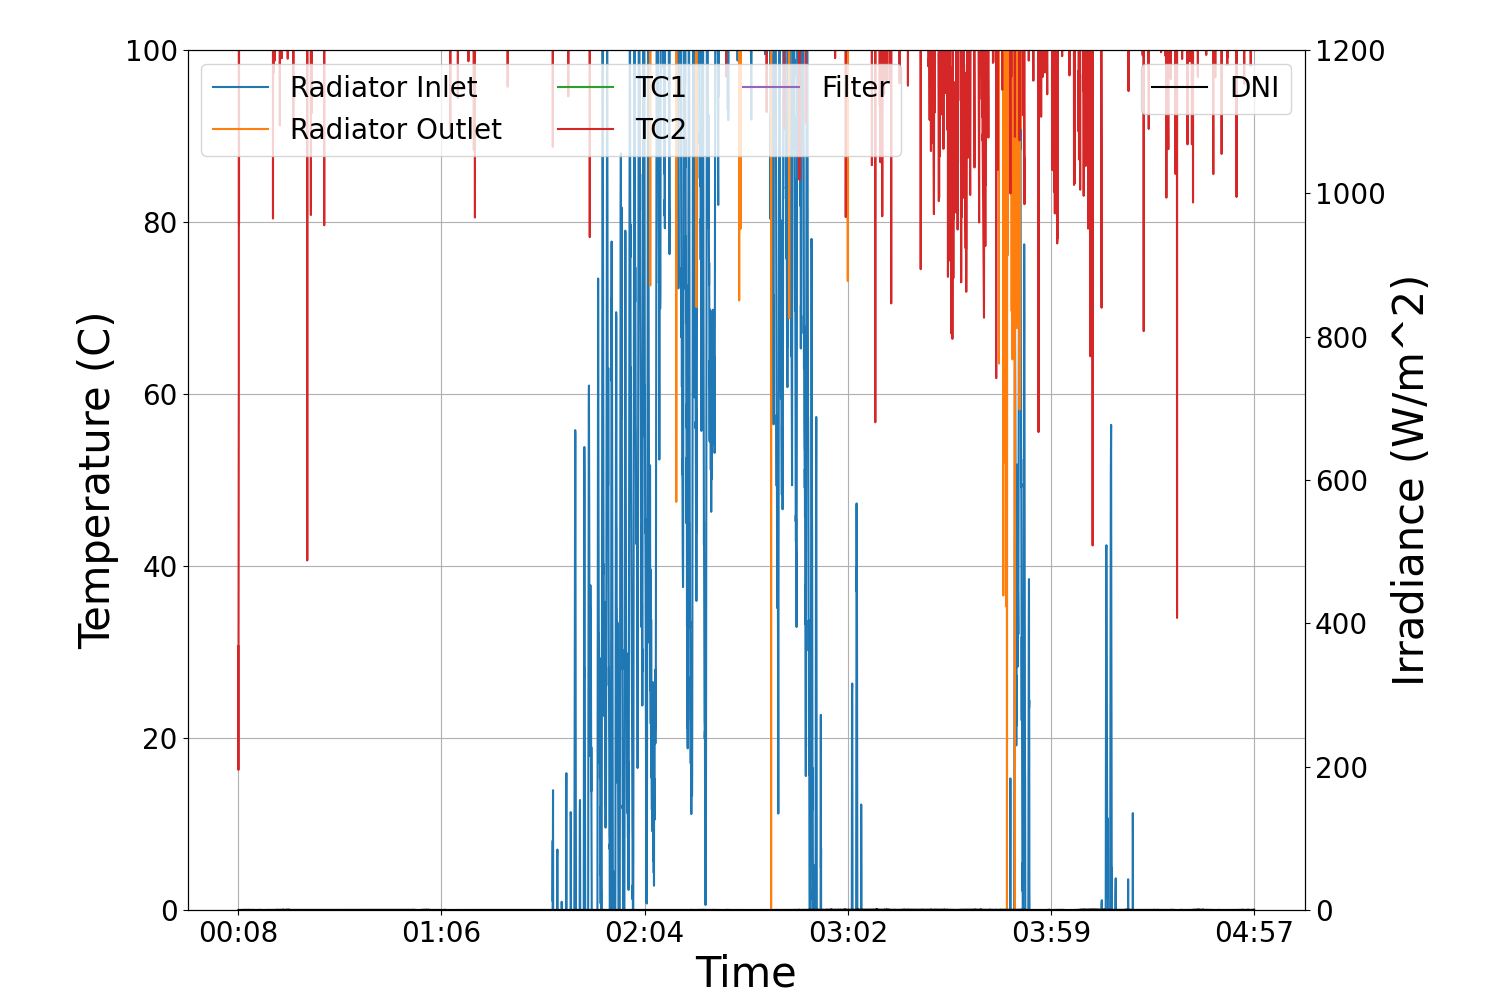 100
80
60
40
20
0
Temperature (C)
Radiator Inlet
Radiator Outlet
TC1
TC2
Filter
DNI
1200
1000
800
600
400
200
0
Irradiance (W/m^2)
00:08
01:06
02:04
03:02
03:59
04:57
Time